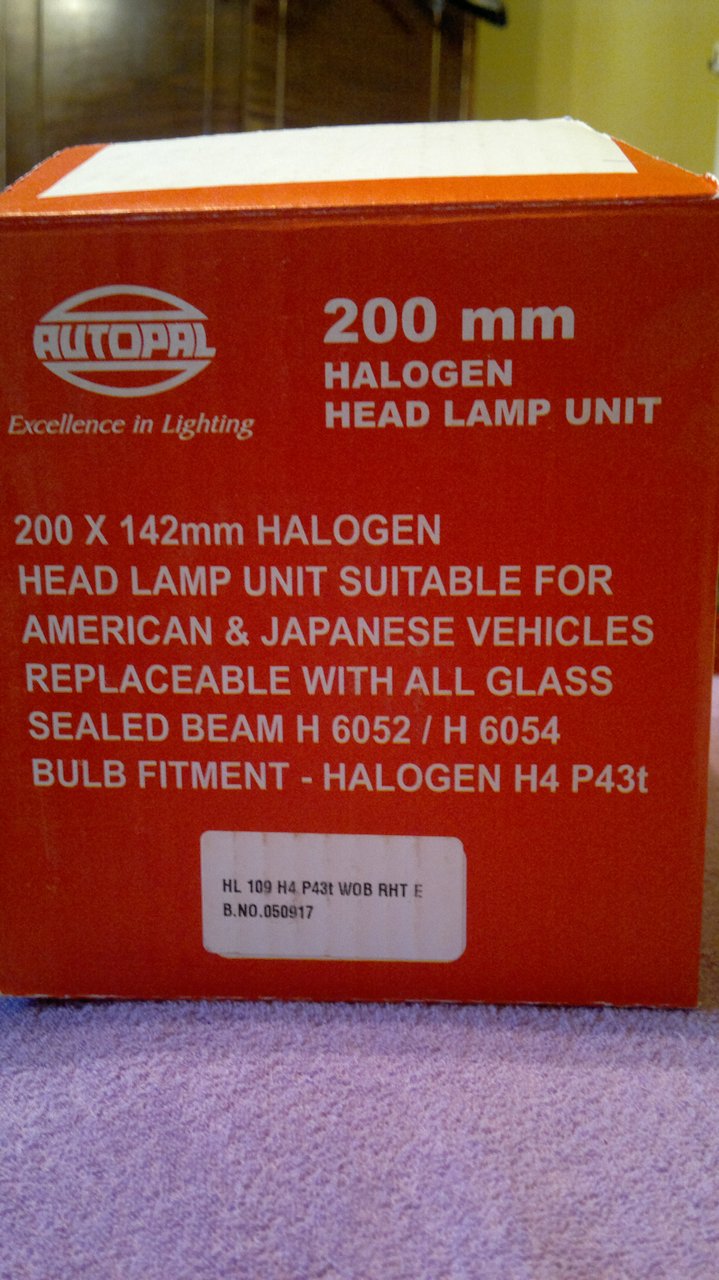 AUTOPAL
Excellence in Lighting
200 mm
HALOGEN
HEAD LAMP UNIT
200 X 142mm HALOGEN
HEAD LAMP UNIT SUITABLE FOR
AMERICAN & JAPANESE VEHICLES
REPLACEABLE WITH ALL GLASS
SEALED BEAM H 6052 / H 6054
BULB FITMENT - HALOGEN H4 P43t
HL 109 H4 P43t WOB RHT E
B.NO.050917